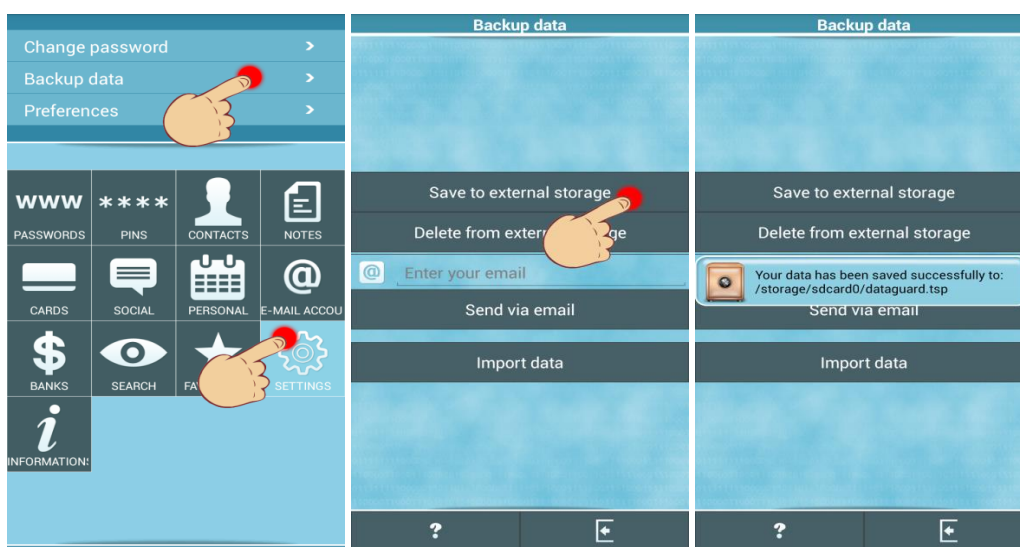 Change password
Backup data
Preferences
www
****
PASSWORDS
PINS
CONTACTS
NOTES
CARDS
SOCIAL
PERSONAL
E-MAIL ACCOU
$
BANKS
SEARCH
SETTINGS
i
INFORMATION
Backup data
Save to external storage
Delete from
@ Enter your email
Send via email
Import data
?
Backup data
Save to external storage
Delete from external storage
Your data has been saved successfully to:
/storage/sdcard0/dataguard.tsp
Send via email
Import data
?